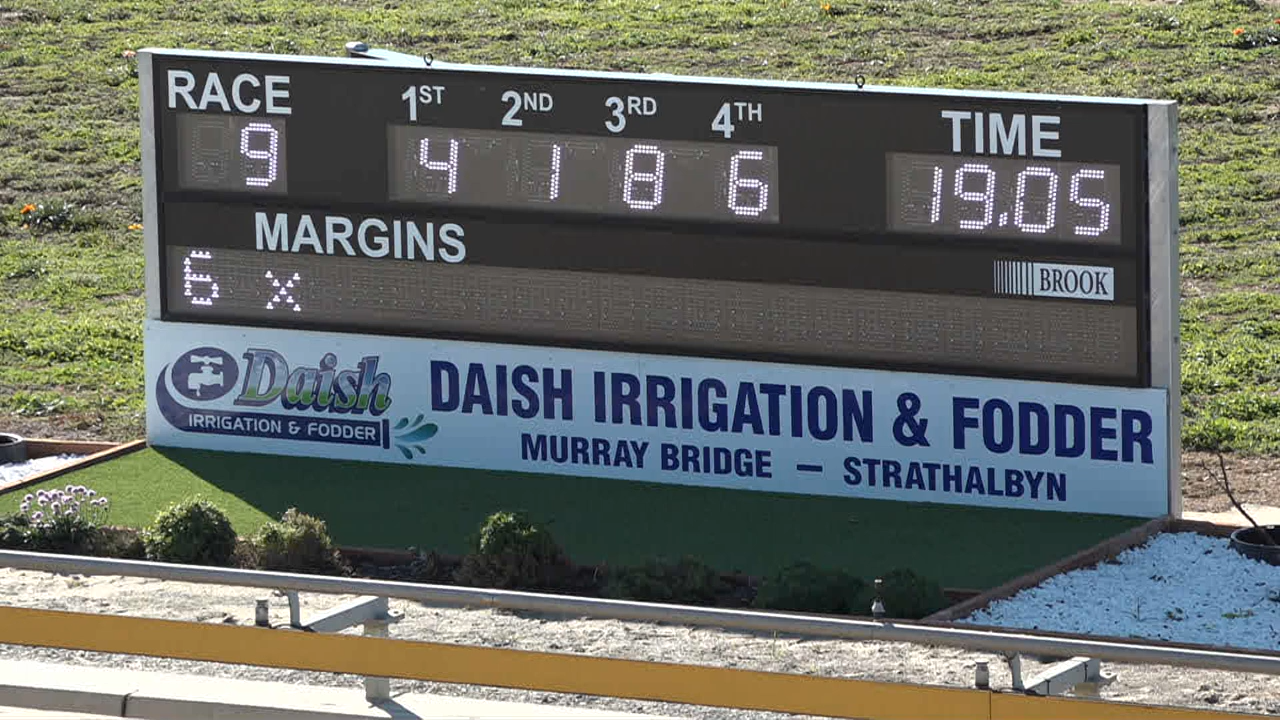 RACE 1ST 2ND 3RD 4TH TIME
9 4 1 8 6 19.05
MARGINS
6 x
BROOK
Daish
IRRIGATION & FODDER
DAISH IRRIGATION & FODDER
MURRAY BRIDGE – STRATHALBYN